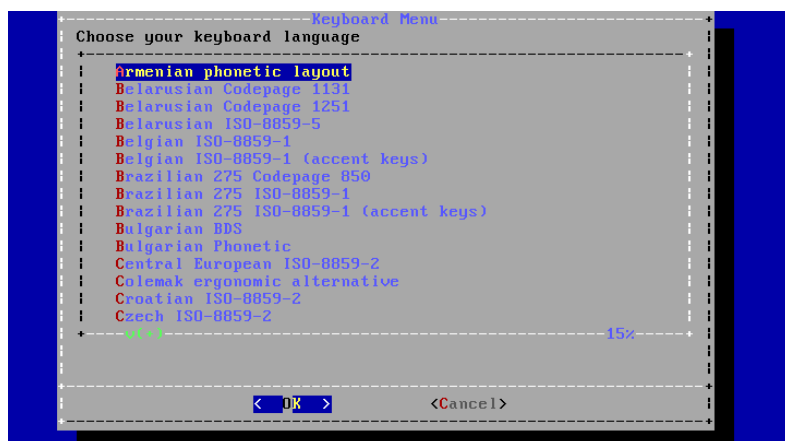 Keyboard Menu
Choose your keyboard language
Armenian phonetic layout
Belarusian Codepage 1131
Belarusian Codepage 1251
Belarusian ISO-8859-5
Belgian ISO-8859-1
Belgian ISO-8859-1 (accent keys)
Brazilian 275 Codepage 850
Brazilian 275 ISO-8859-1
Brazilian 275 ISO-8859-1 (accent keys)
Bulgarian BDS
Bulgarian Phonetic
Central European ISO-8859-2
Colemak ergonomic alternative
Croatian ISO-8859-2
Czech ISO-8859-2
v(+) 15%
< OK > <Cancel>